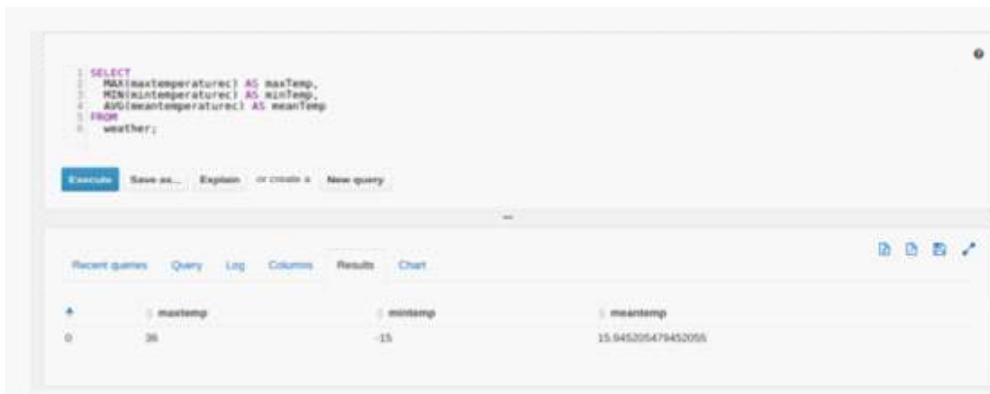 1 SELECT
2 MAX(maxtemperaturec) AS maxTemp,
3 MIN(mintemperaturec) AS minTemp,
4 AVG(meantemperaturec) AS meanTemp
5 FROM
6 weather;
Execute Save as... Explain or create a New query
Recent queries Query Log Columns Results Chart
maxtemp mintemp meantemp
0 -15 15.945205479452055